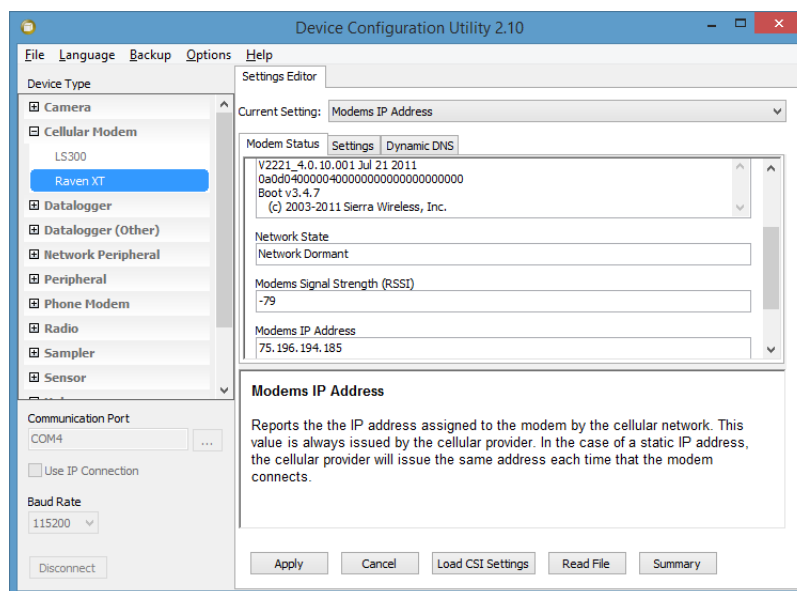 Device Configuration Utility 2.10
File Language Backup Options Help
Device Type
Camera
Cellular Modem
LS300
Raven XT
Datalogger
Datalogger (Other)
Network Peripheral
Peripheral
Phone Modem
Radio
Sampler
Sensor
Communication Port
COM4
...
Use IP Connection
Baud Rate
115200
Disconnect
Settings Editor
Current Setting: Modems IP Address
Modem Status Settings Dynamic DNS
V2221_4.0.10.001 Jul 21 2011
Boot v3.4.7
(c) 2003-2011 Sierra Wireless, Inc.
Network State
Network Dormant
Modems Signal Strength (RSSI)
-79
Modems IP Address
75.196.194.185
Modems IP Address
Reports the the IP address assigned to the modem by the cellular network. This
value is always issued by the cellular provider. In the case of a static IP address,
the cellular provider will issue the same address each time that the modem
connects.
Apply Cancel Load CSI Settings Read File Summary